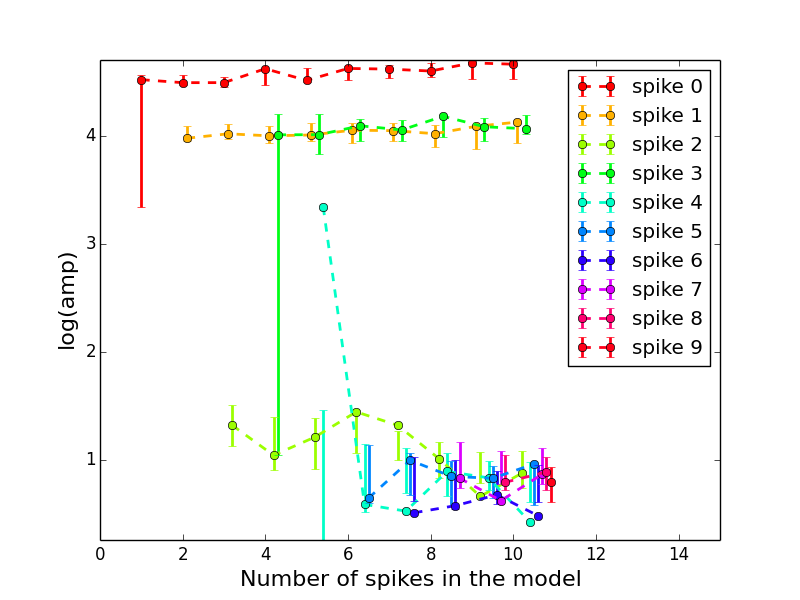 4
3
2
1
0 2 4 6 8 10 12 14
log(amp)
Number of spikes in the model
spike 0
spike 1
spike 2
spike 3
spike 4
spike 5
spike 6
spike 7
spike 8
spike 9